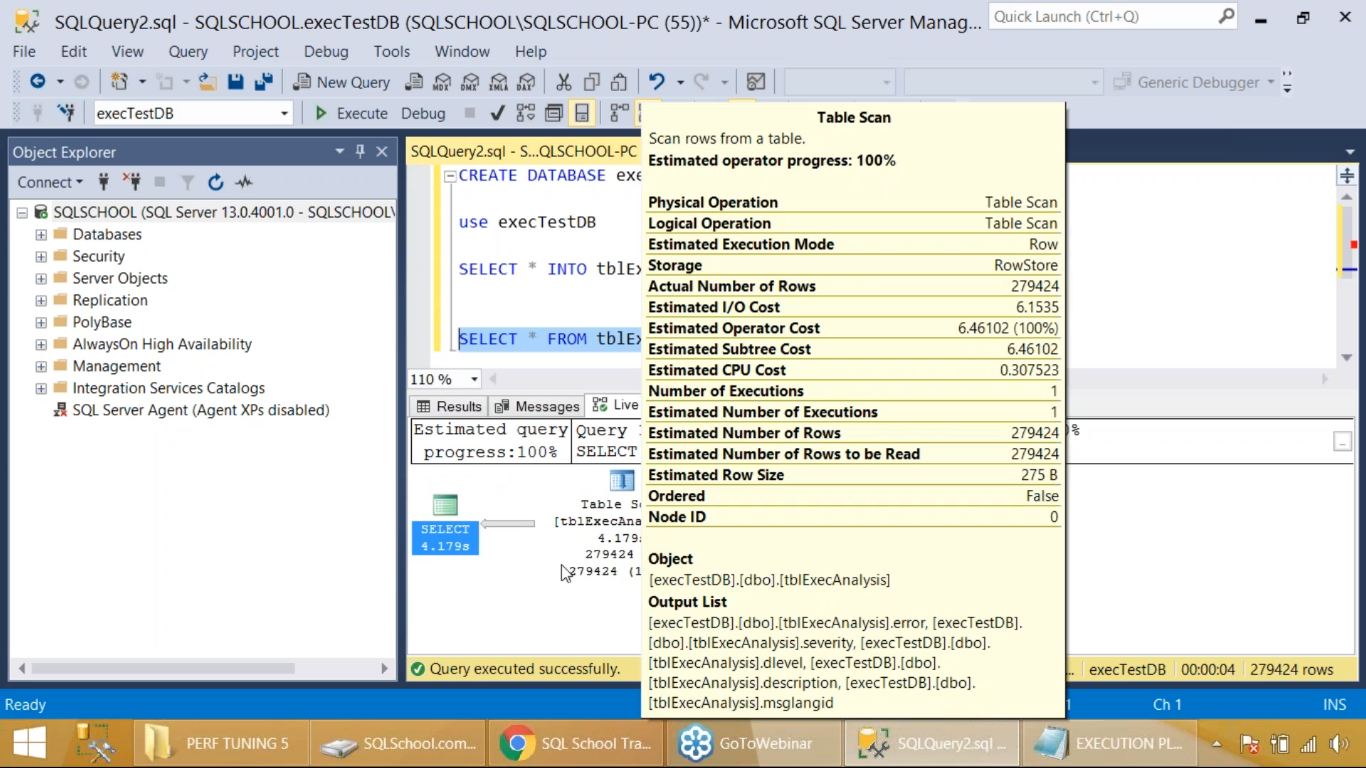 SQLQuery2.sql - SQLSCHOOL.execTestDB (SQLSCHOOL\SQLSCHOOL-PC (55))* - Microsoft SQL Server Manag...
Quick Launch (Ctrl+Q)
File Edit View Query Project Debug Tools Window Help
New Query
MDX DMX XMLA DAX
Generic Debugger
execTestDB
Execute Debug
Object Explorer
Connect
SQLSCHOOL (SQL Server 13.0.4001.0 - SQLSCHOOL\
Databases
Security
Server Objects
Replication
PolyBase
AlwaysOn High Availability
Management
Integration Services Catalogs
SQL Server Agent (Agent XPs disabled)
SQLQuery2.sql - S...QLSCHOOL-PC
CREATE DATABASE exe
use execTestDB
SELECT * INTO tblEx
SELECT * FROM tblEx
110 %
Results Messages Live
Estimated query
progress:100%
Query
SELECT
%
...
SELECT
4.179s
Table S
[tblExecAna
4.179
279424
279424 (1
Table Scan
Scan rows from a table.
Estimated operator progress: 100%
Physical Operation Table Scan
Logical Operation Table Scan
Estimated Execution Mode Row
Storage RowStore
Actual Number of Rows 279424
Estimated I/O Cost 6.1535
Estimated Operator Cost 6.46102 (100%)
Estimated Subtree Cost 6.46102
Estimated CPU Cost 0.307523
Number of Executions 1
Estimated Number of Executions 1
Estimated Number of Rows 279424
Estimated Number of Rows to be Read 279424
Estimated Row Size 275 B
Ordered False
Node ID 0
Object
[execTestDB].[dbo].[tblExecAnalysis]
Output List
[execTestDB].[dbo].[tblExecAnalysis].error, [execTestDB].
[dbo].[tblExecAnalysis].severity, [execTestDB].[dbo].
[tblExecAnalysis].dlevel, [execTestDB].[dbo].
[tblExecAnalysis].description, [execTestDB].[dbo].
[tblExecAnalysis].msglangid
Query executed successfully.
... execTestDB 00:00:04 279424 rows
Ready
1 Ch 1 INS
PERF TUNING 5
SQLSchool.com...
SQL School Tra...
GoToWebinar
SQLQuery2.sql ...
EXECUTION PL...